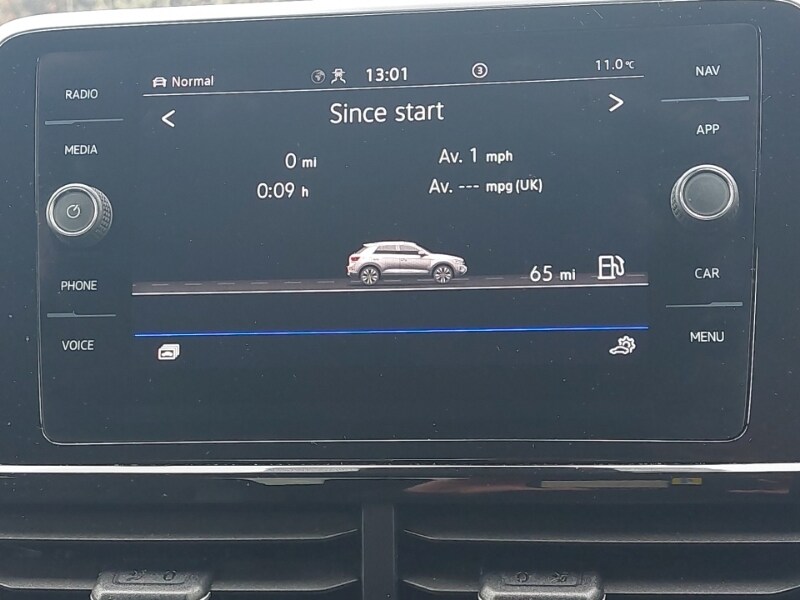 Normal 13:01 3 11.0°C
RADIO
NAV
Since start
MEDIA
APP
0 mi Av. 1 mph
0:09 h Av. --- mpg (UK)
65 mi
PHONE
CAR
VOICE
MENU